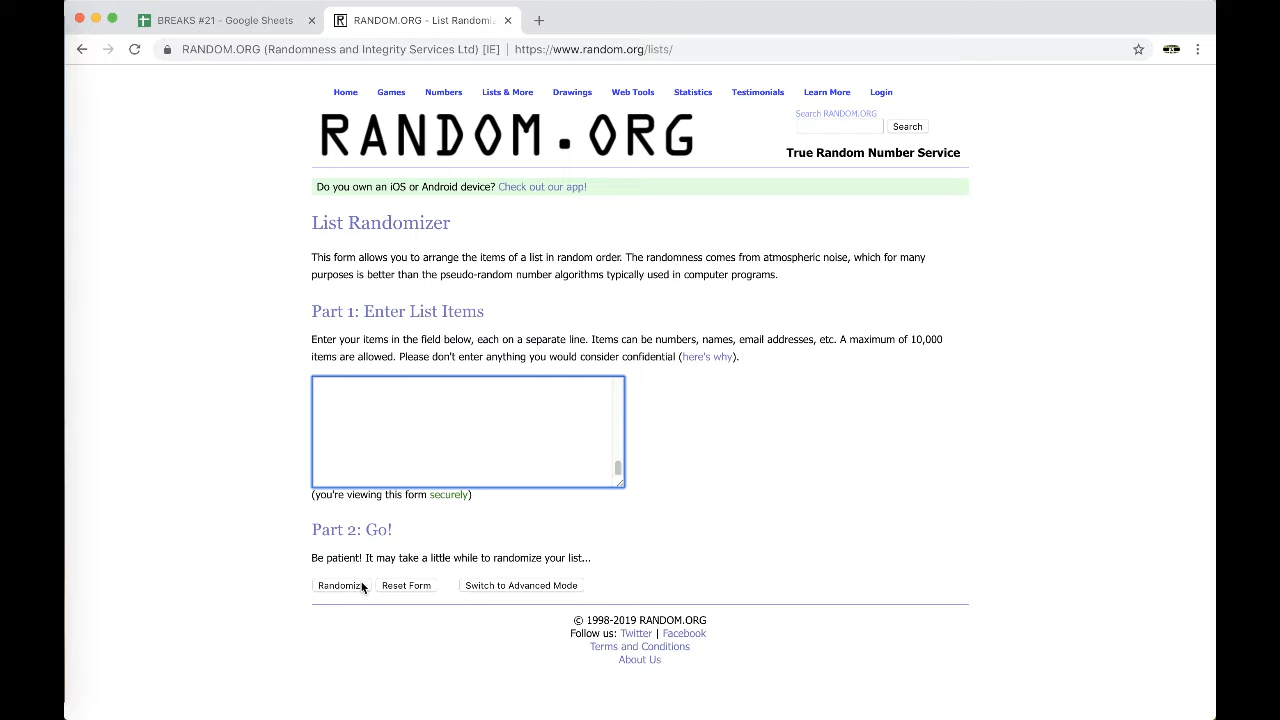 BREAKS #21 - Google Sheets
RANDOM.ORG - List Randomiz
RANDOM.ORG (Randomness and Integrity Services Ltd) [IE] | https://www.random.org/lists/
Home Games Numbers Lists & More Drawings Web Tools Statistics Testimonials Learn More Login
Search RANDOM.ORG
Search
RANDOM.ORG
True Random Number Service
Do you own an iOS or Android device? Check out our app!
List Randomizer
This form allows you to arrange the items of a list in random order. The randomness comes from atmospheric noise, which for many
purposes is better than the pseudo-random number algorithms typically used in computer programs.
Part 1: Enter List Items
Enter your items in the field below, each on a separate line. Items can be numbers, names, email addresses, etc. A maximum of 10,000
items are allowed. Please don't enter anything you would consider confidential (here's why).
(you're viewing this form securely)
Part 2: Go!
Be patient! It may take a little while to randomize your list...
Randomize Reset Form Switch to Advanced Mode
© 1998-2019 RANDOM.ORG
Follow us: Twitter | Facebook
Terms and Conditions
About Us